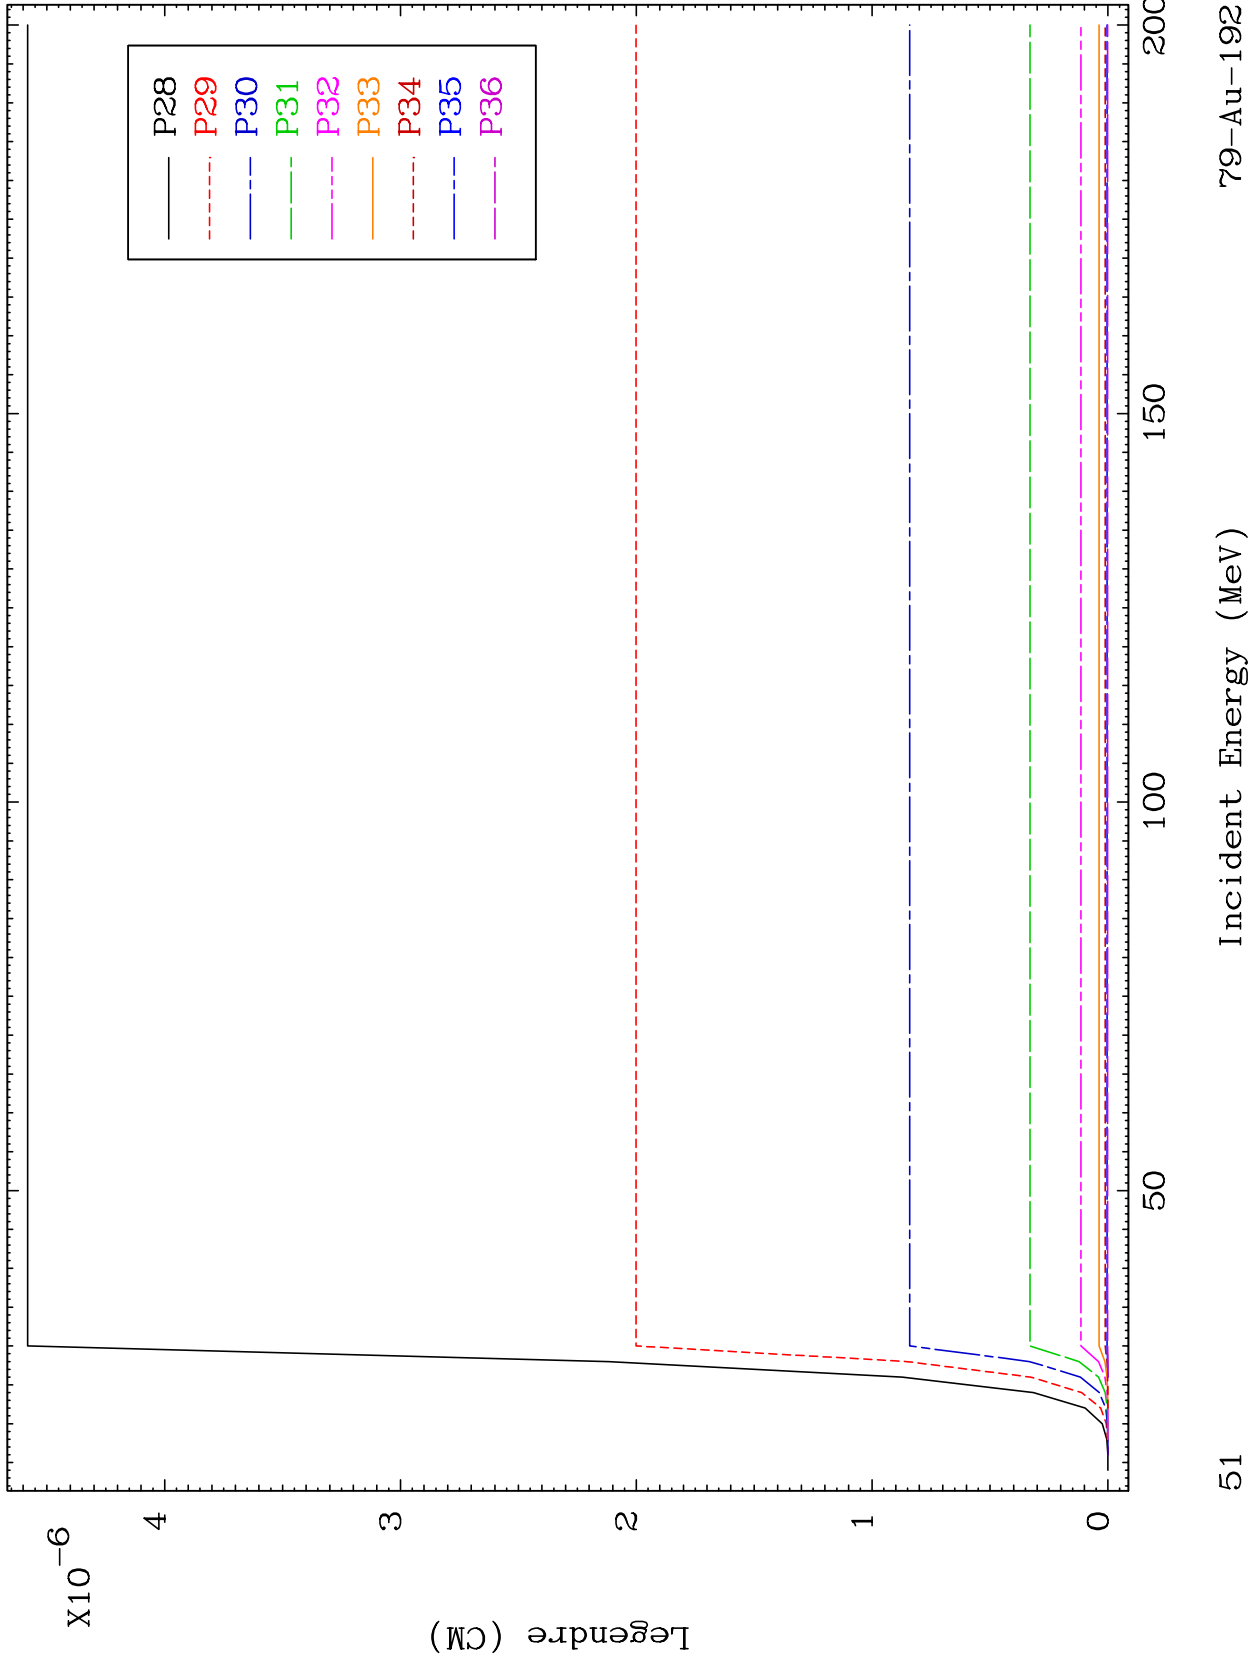 X10-6
4
3
2
1
0
Legendre (CM)
P28
P29
P30
P31
P32
P33
P34
P35
P36
50
100
150
200
Incident Energy (MeV)
51
79-Au-192